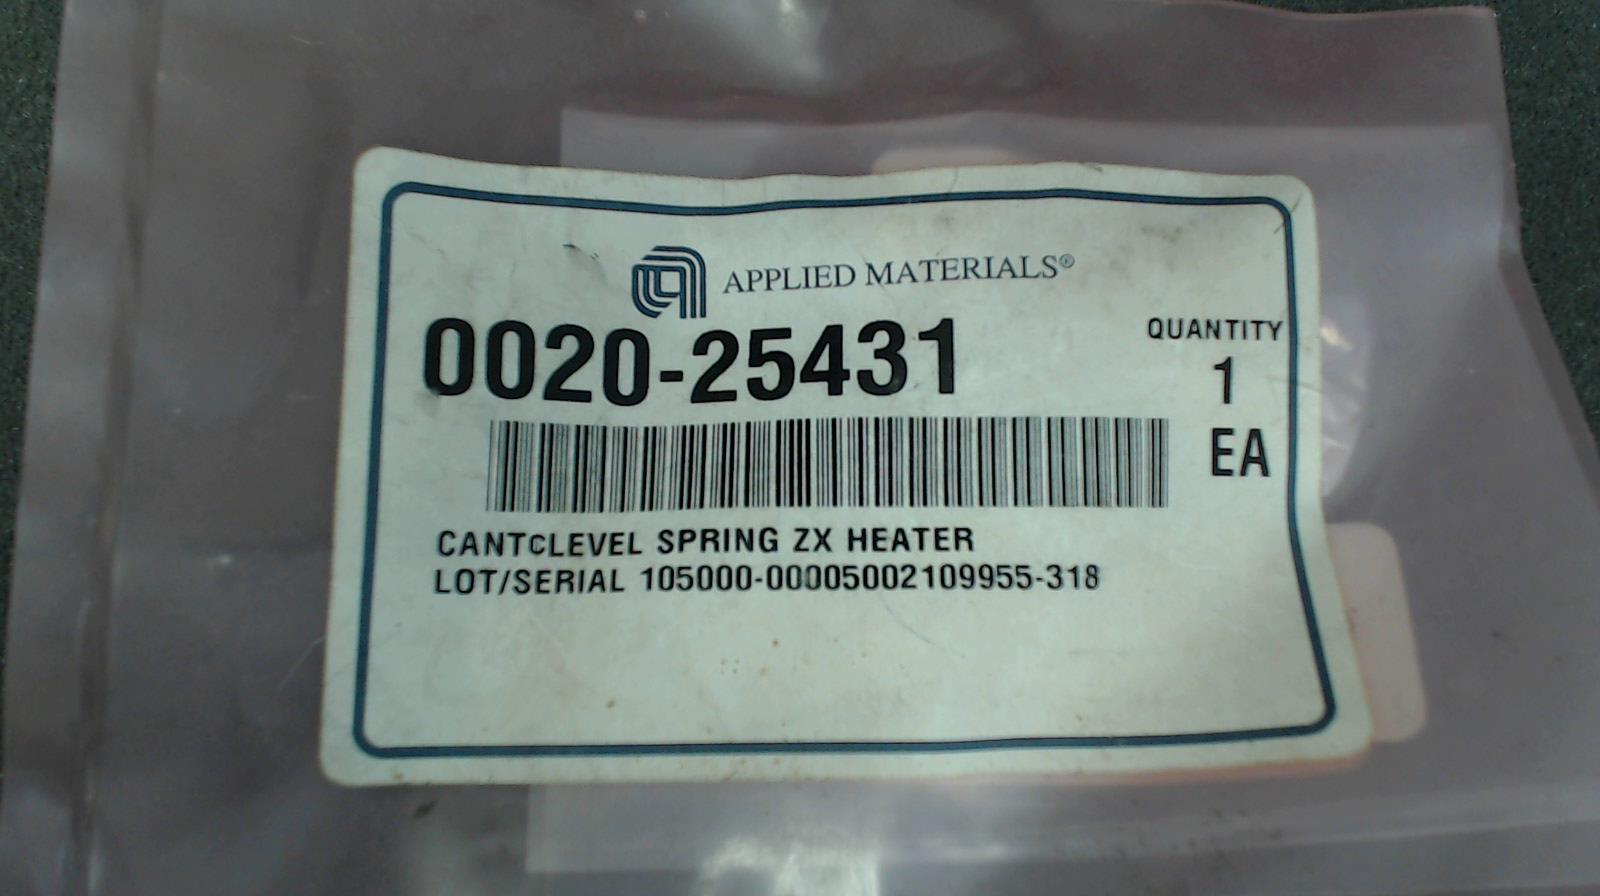 APPLIED MATERIALS®
0020-25431
QUANTITY
1
EA
CANTCLEVEL SPRING ZX HEATER
LOT/SERIAL 105000-00005002109955-318